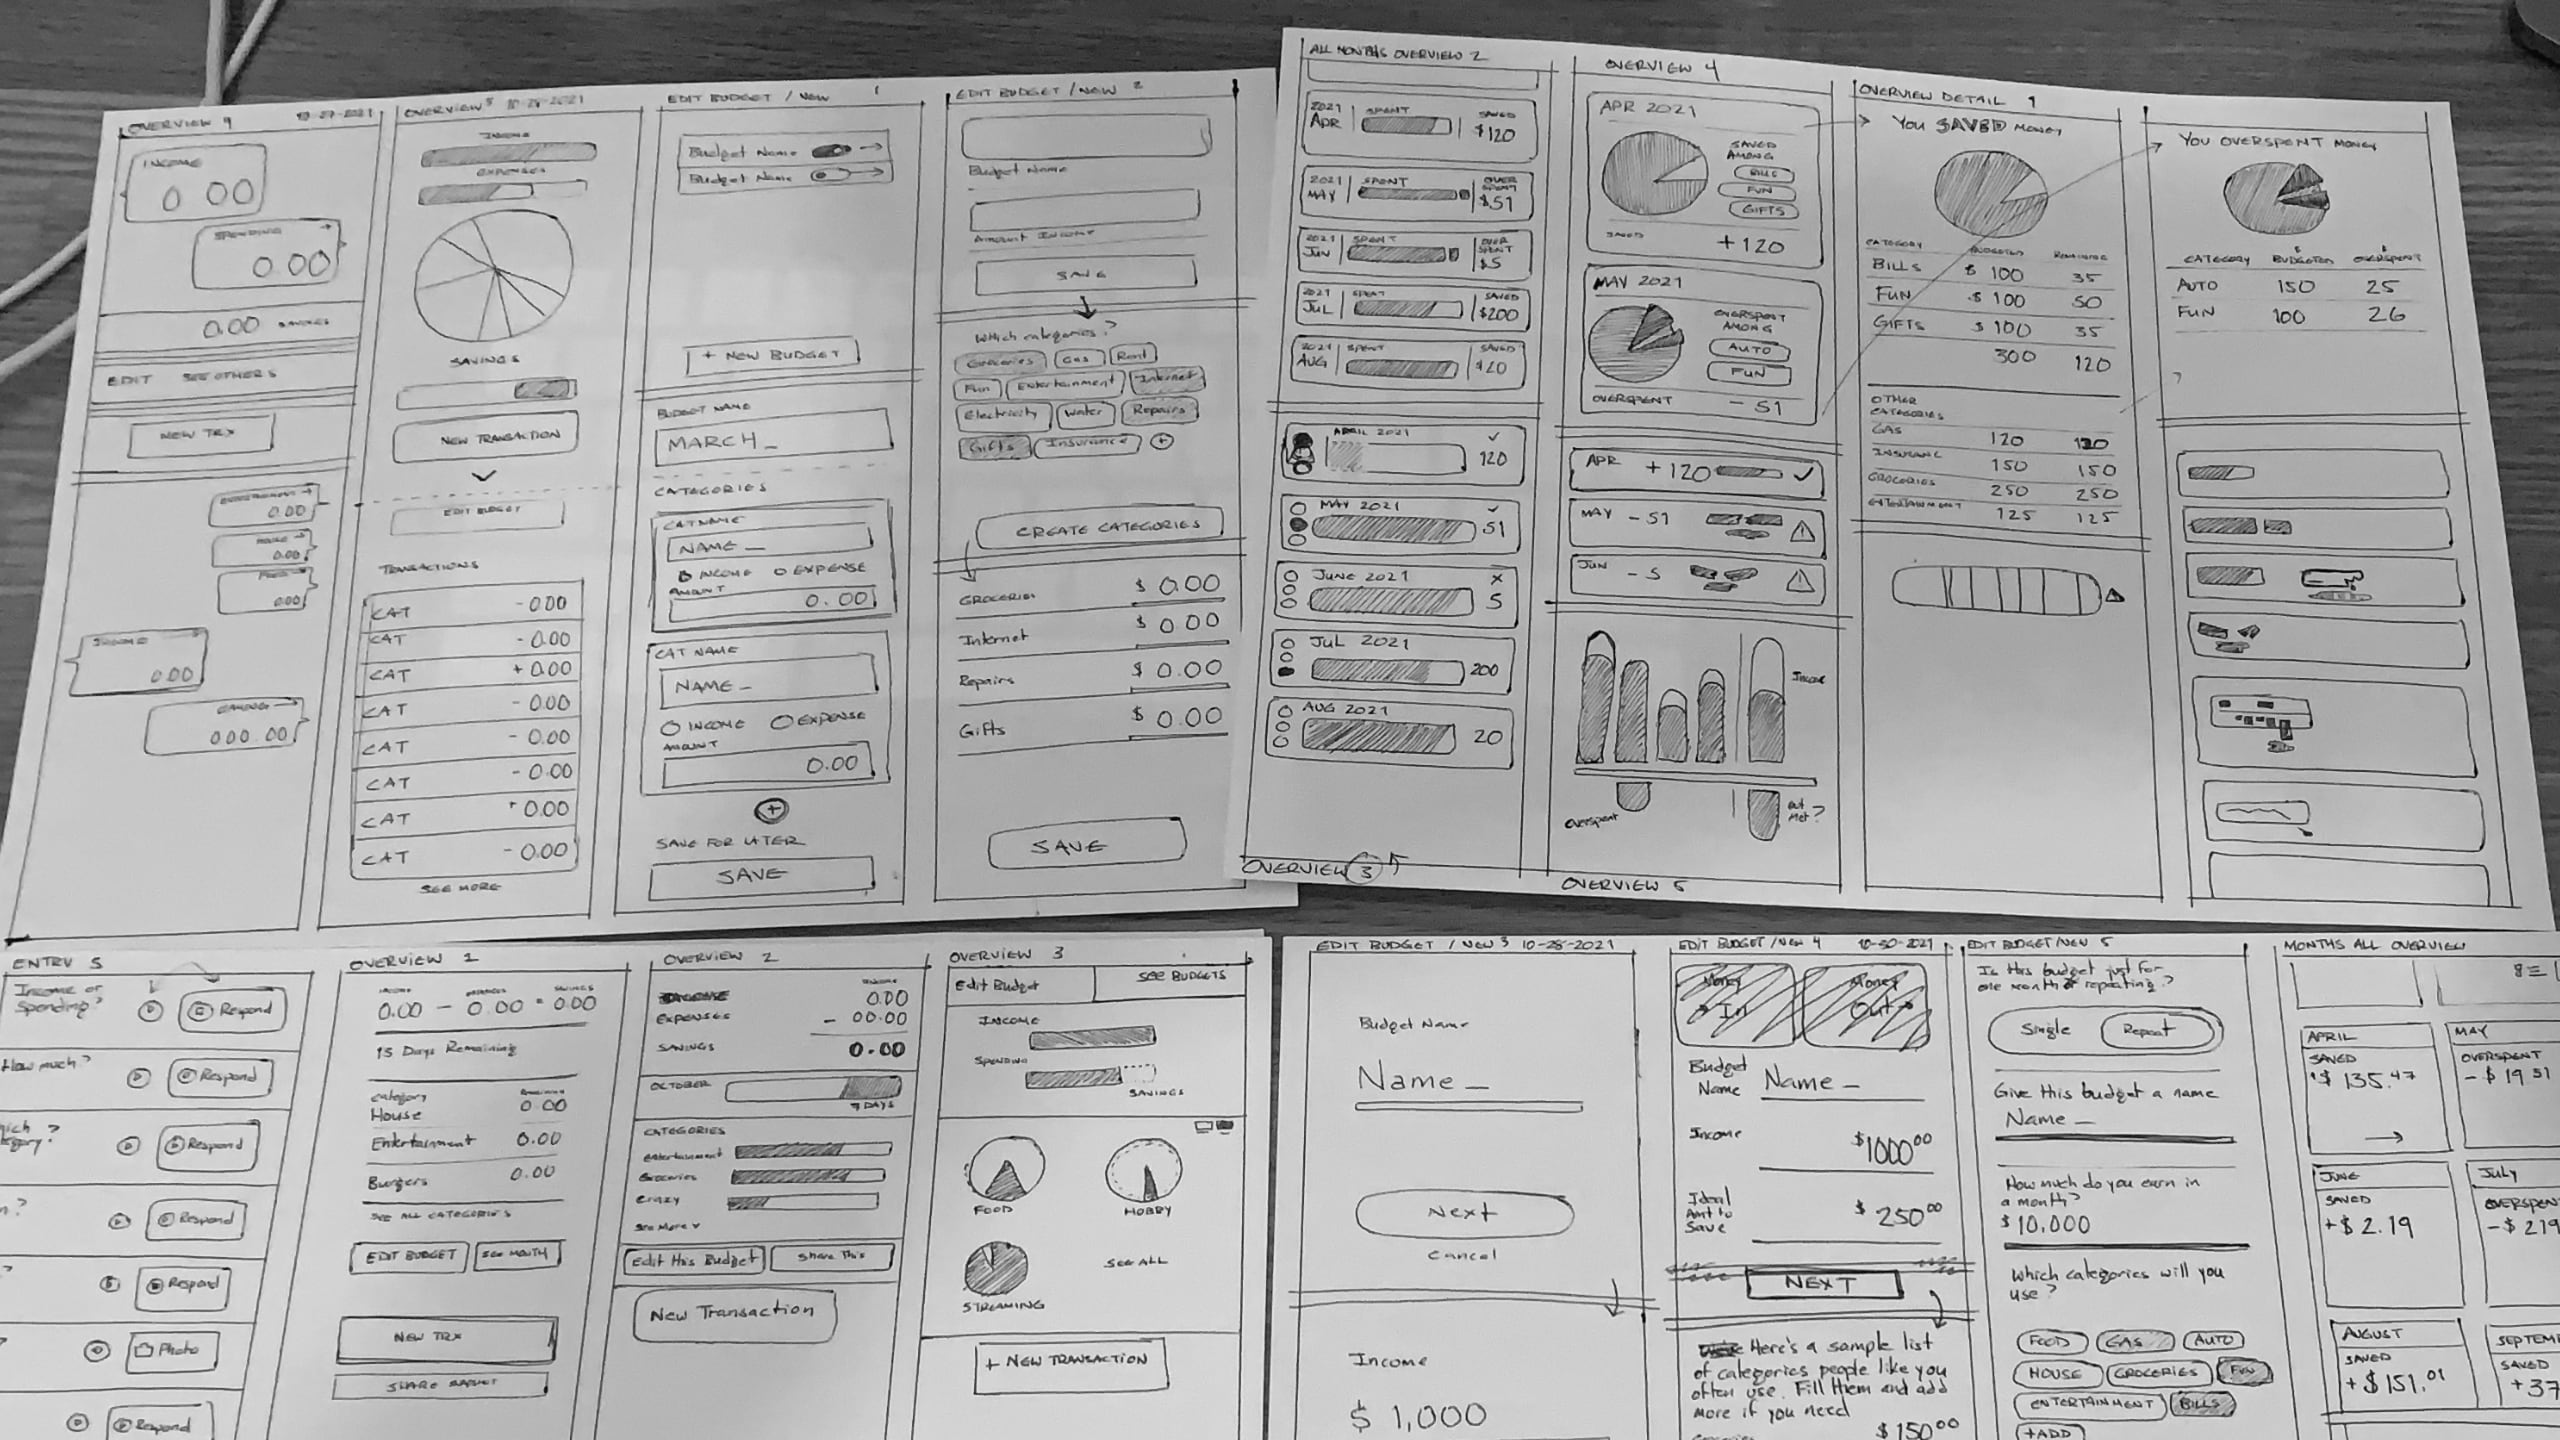 OVERVIEW 4
10-27-2021
INCOME
0 00
SPENDING
0.00
0.00 SAVINGS
EDIT SEE OTHERS
NEW TRX
ENTERTAINMENT
0.00
HOUSE
0.00
FOOD
0.00
INCOME
0.00
GAMING
000.00
OVERVIEW 5 10-28-2021
INCOME
EXPENSES
SAVINGS
NEW TRANSACTION
EDIT BUDGET
TRANSACTIONS
CAT - 0.00
CAT - 0.00
CAT + 0.00
CAT - 0.00
CAT - 0.00
CAT - 0.00
CAT + 0.00
CAT - 0.00
SEE MORE
EDIT BUDGET / NEW 1
Budget Name
Budget Name
+ NEW BUDGET
BUDGET NAME
MARCH _
CATEGORIES
CAT NAME
NAME _
INCOME EXPENSE
AMOUNT
0.00
CAT NAME
NAME _
INCOME EXPENSE
AMOUNT
0.00
SAVE FOR LATER
SAVE
EDIT BUDGET / NEW 2
Budget Name
Amount Income
SAVE
Which categories?
Groceries Gas Rent
Fun Entertainment Internet
Electricity Water Repairs
Gifts Insurance +
CREATE CATEGORIES
GROCERIES $ 0.00
Internet $ 0.00
Repairs $ 0.00
Gifts $ 0.00
SAVE
ALL MONTHS OVERVIEW 2
2021 APR SPENT SAVED $120
2021 MAY SPENT OVER SPENT $51
2021 JUN SPENT OVER SPENT $5
2021 JUL SPENT SAVED $200
2021 AUG SPENT SAVED $20
APRIL 2021
120
MAY 2021
51
JUNE 2021
5
JUL 2021
200
AUG 2021
20
OVERVIEW 3
OVERVIEW 4
APR 2021
SAVED
AMONG
BILLS
FUN
GIFTS
SAVED +120
MAY 2021
OVERSPENT
AMONG
AUTO
FUN
OVERSPENT - 51
APR +120
MAY - 51
JUN - 5
Income
Overspent
OVERVIEW 5
OVERVIEW DETAIL 1
YOU SAVED MONEY
CATEGORY BUDGETED REMAINING
BILLS $ 100 35
FUN $ 100 50
GIFTS $ 100 35
300 120
OTHER
CATEGORIES
GAS 120 120
INSURANC 150 150
GROCERIES 250 250
ENTERTAINMENT 125 125
YOU OVERSPENT MONEY
CATEGORY BUDGETED OVERSPENT
AUTO 150 25
FUN 100 26
?
ENTRY 5
Income or
Spending?
Respond
How much?
Respond
Respond
Respond
Respond
Photo
Respond
OVERVIEW 1
0.00 - 0.00 = 0.00
15 Days Remaining
category
House 0.00
Entertainment 0.00
Burgers 0.00
SEE ALL CATEGORIES
EDIT BUDGET SEE MONTH
NEW TRX
OVERVIEW 2
INCOME
0.00
EXPENSES - 00.00
SAVINGS 0.00
OCTOBER
7 DAYS
CATEGORIES
Entertainment
Groceries
Crazy
See More v
Edit this Budget Share This
New Transaction
OVERVIEW 3
Edit Budget SEE BUDGETS
INCOME
SPENDING
SAVINGS
FOOD HOBBY
SEE ALL
STREAMING
+ NEW TRANSACTION
EDIT BUDGET / NEW 3 10-28-2021
Budget Name
Name _
Next
Cancel
Income
$ 1,000
EDIT BUDGET / NEW 4 10-30-2021
Money In
Money Out
Budget
Name Name _
Income $1000 00
Ideal
Amt to
Save $ 250 00
NEXT
Here's a sample list
of categories people like you
often use. Fill them and add
more if you need
$ 150 00
EDIT BUDGET / NEW 5
Is this budget just for
one month or repeating?
Single Repeat
Give this budget a name
Name _
How much do you earn in
a month?
$ 10,000
Which categories will you
use?
FOOD GAS AUTO
HOUSE GROCERIES FUN
ENTERTAINMENT BILLS
+ADD
MONTHS ALL OVERVIEW
APRIL
SAVED
+$ 135.47
MAY
OVERSPENT
- $ 19.51
JUNE
SAVED
+ $ 2.19
JULY
OVERSPEN
- $ 219
AUGUST
SAVED
+ $ 151.01
SEPTEM
SAVED
+ 37